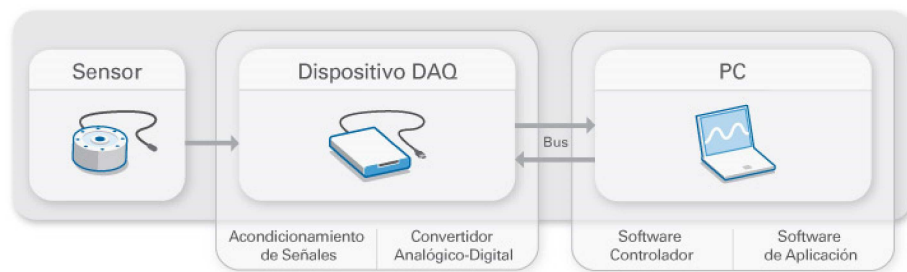 Sensor
Dispositivo DAQ
PC
Bus
Acondicionamiento
de Señales
Convertidor
Analógico-Digital
Software
Controlador
Software
de Aplicación